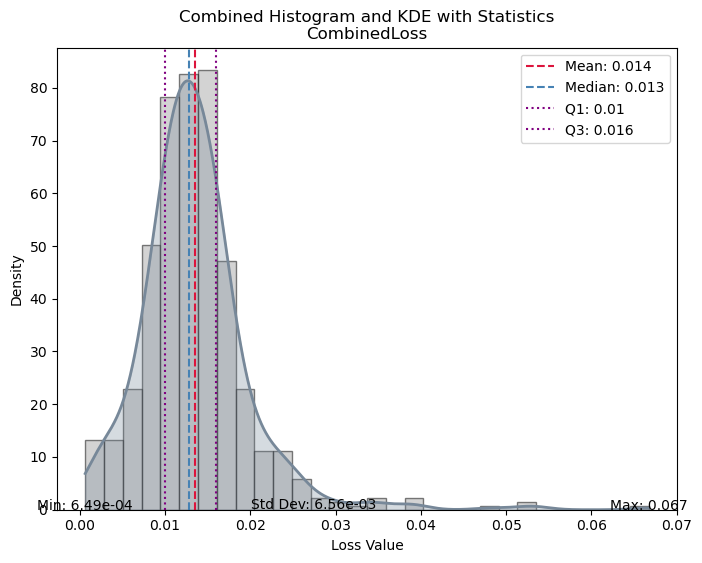 Combined Histogram and KDE with Statistics
CombinedLoss
Mean: 0.014
Median: 0.013
Q1: 0.01
Q3: 0.016
80
70
60
50
40
30
20
10
0
Density
Min: 6.49e-04
Std Dev: 6.56e-03
Max: 0.067
0.00 0.01 0.02 0.03 0.04 0.05 0.06 0.07
Loss Value